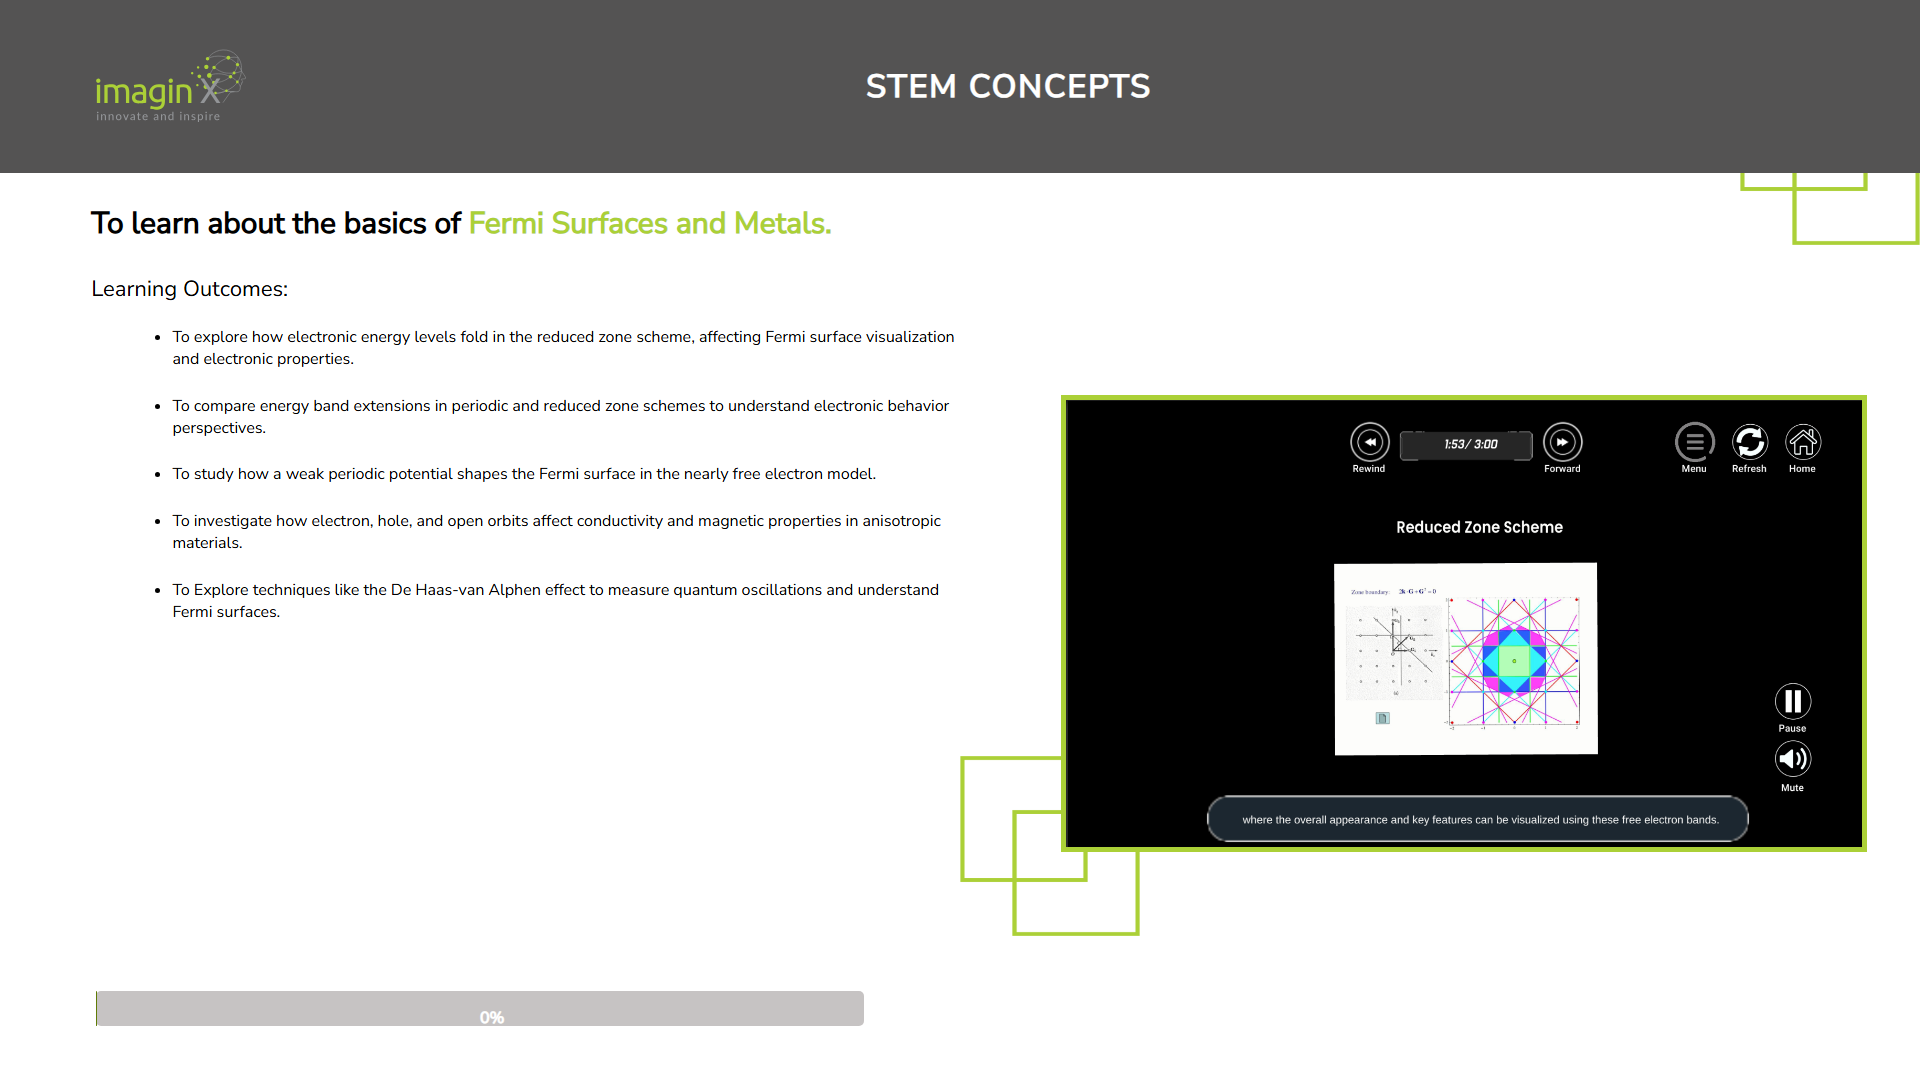 imagin X
innovate and inspire
STEM CONCEPTS
To learn about the basics of Fermi Surfaces and Metals.
Learning Outcomes:
• To explore how electronic energy levels fold in the reduced zone scheme, affecting Fermi surface visualization
and electronic properties.
• To compare energy band extensions in periodic and reduced zone schemes to understand electronic behavior
perspectives.
• To study how a weak periodic potential shapes the Fermi surface in the nearly free electron model.
• To investigate how electron, hole, and open orbits affect conductivity and magnetic properties in anisotropic
materials.
• To Explore techniques like the De Haas-van Alphen effect to measure quantum oscillations and understand
Fermi surfaces.
1:53/ 3:00
Rewind
Forward
Menu
Refresh
Home
Reduced Zone Scheme
Zone boundary: 2k·G+G²=0
Pause
Mute
where the overall appearance and key features can be visualized using these free electron bands.
0%